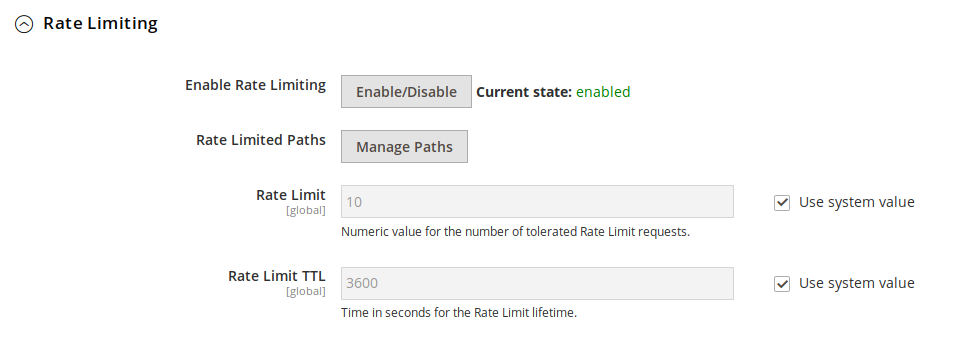 Rate Limiting
Enable Rate Limiting
Enable/Disable Current state: enabled
Rate Limited Paths
Manage Paths
Rate Limit
[global]
10
Use system value
Numeric value for the number of tolerated Rate Limit requests.
Rate Limit TTL
[global]
3600
Use system value
Time in seconds for the Rate Limit lifetime.